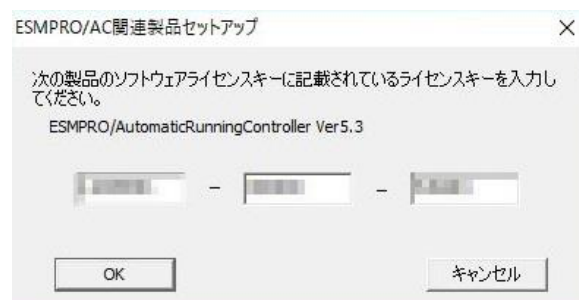 ESMPRO/AC関連製品セットアップ
次の製品のソフトウェアライセンスキーに記載されているライセンスキーを入力し
てください。
ESMPRO/AutomaticRunningController Ver5.3
- -
OK キャンセル